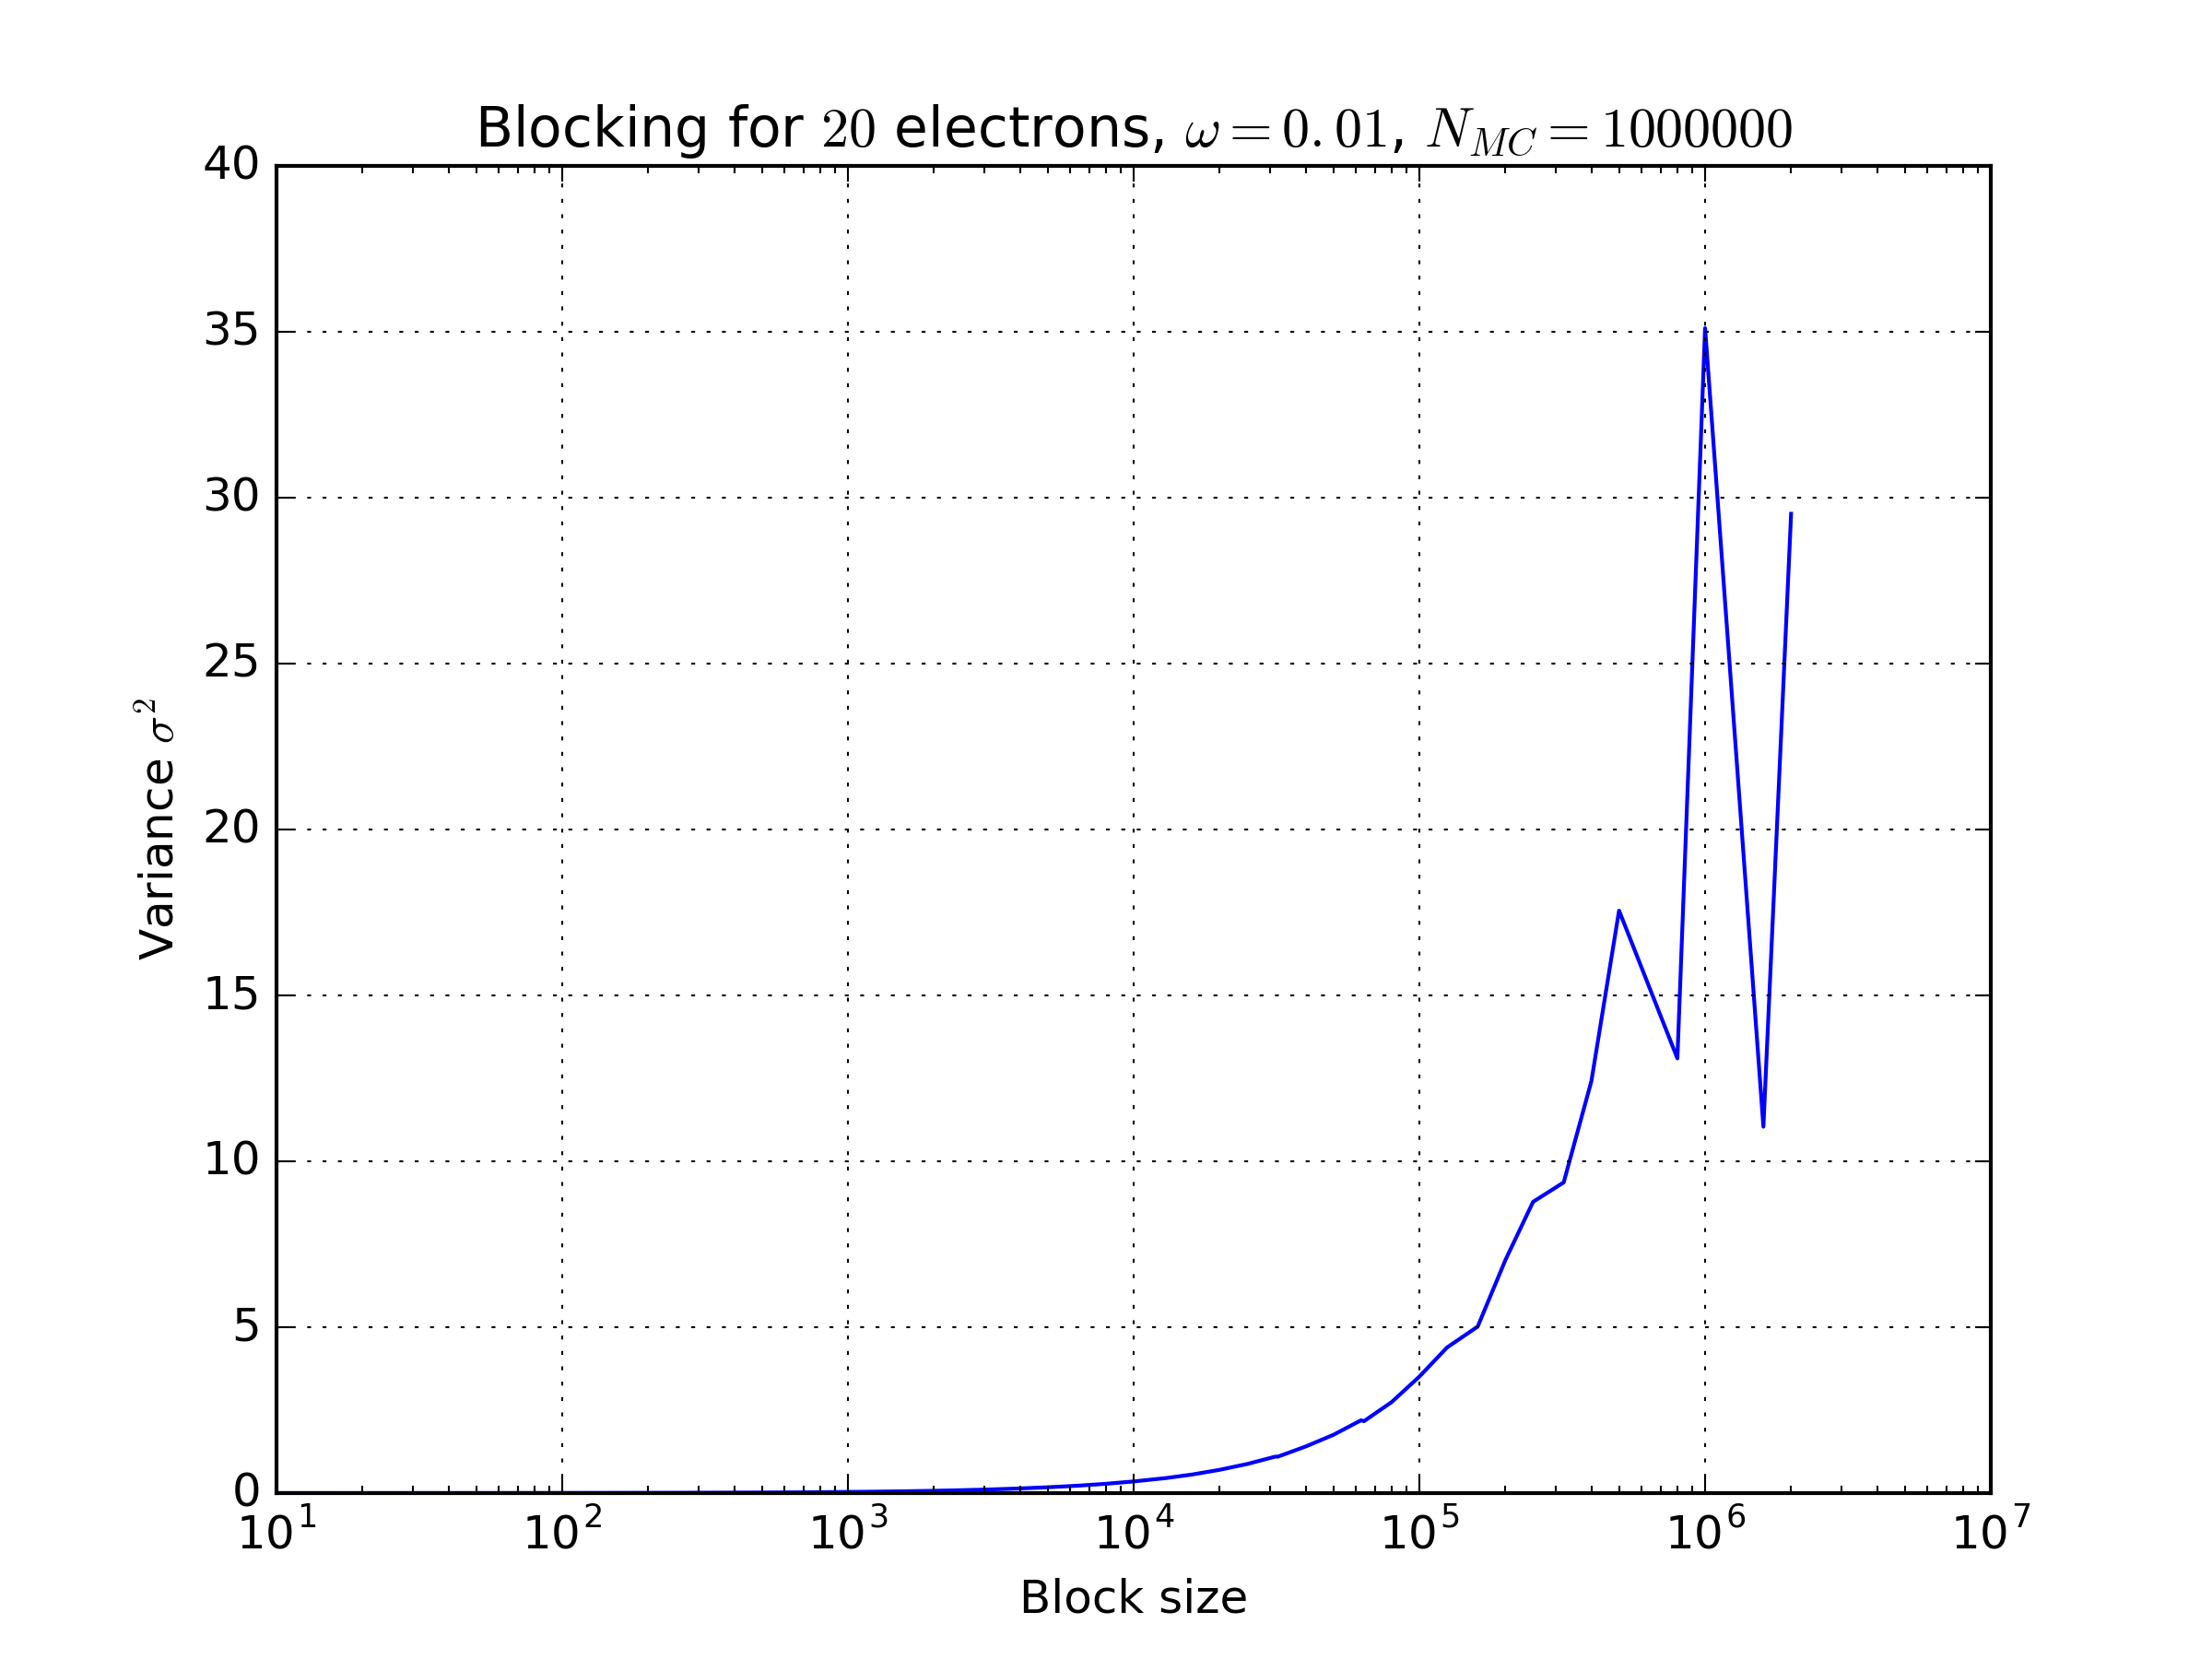 Blocking for 20 electrons, ω = 0.01, N_MC = 1000000
40
35
30
25
20
15
10
5
0
Variance σ²
10¹ 10² 10³ 10⁴ 10⁵ 10⁶ 10⁷
Block size